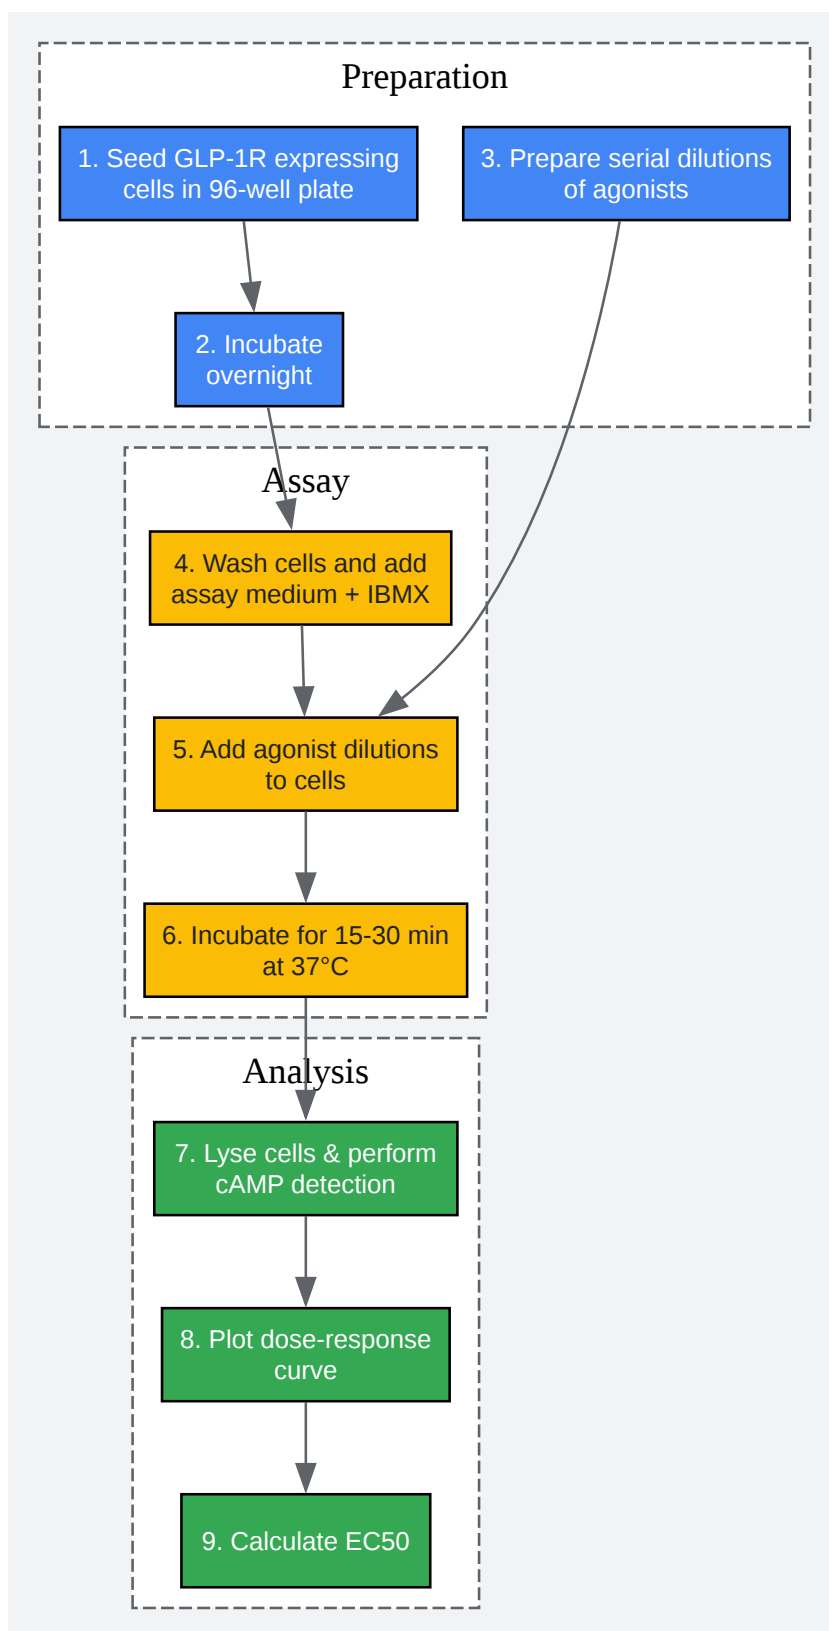 Preparation
1. Seed GLP-1R expressing
cells in 96-well plate
3. Prepare serial dilutions
of agonists
2. Incubate
overnight
Assay
4. Wash cells and add
assay medium + IBMX
5. Add agonist dilutions
to cells
6. Incubate for 15-30 min
at 37°C
Analysis
7. Lyse cells & perform
cAMP detection
8. Plot dose-response
curve
9. Calculate EC50